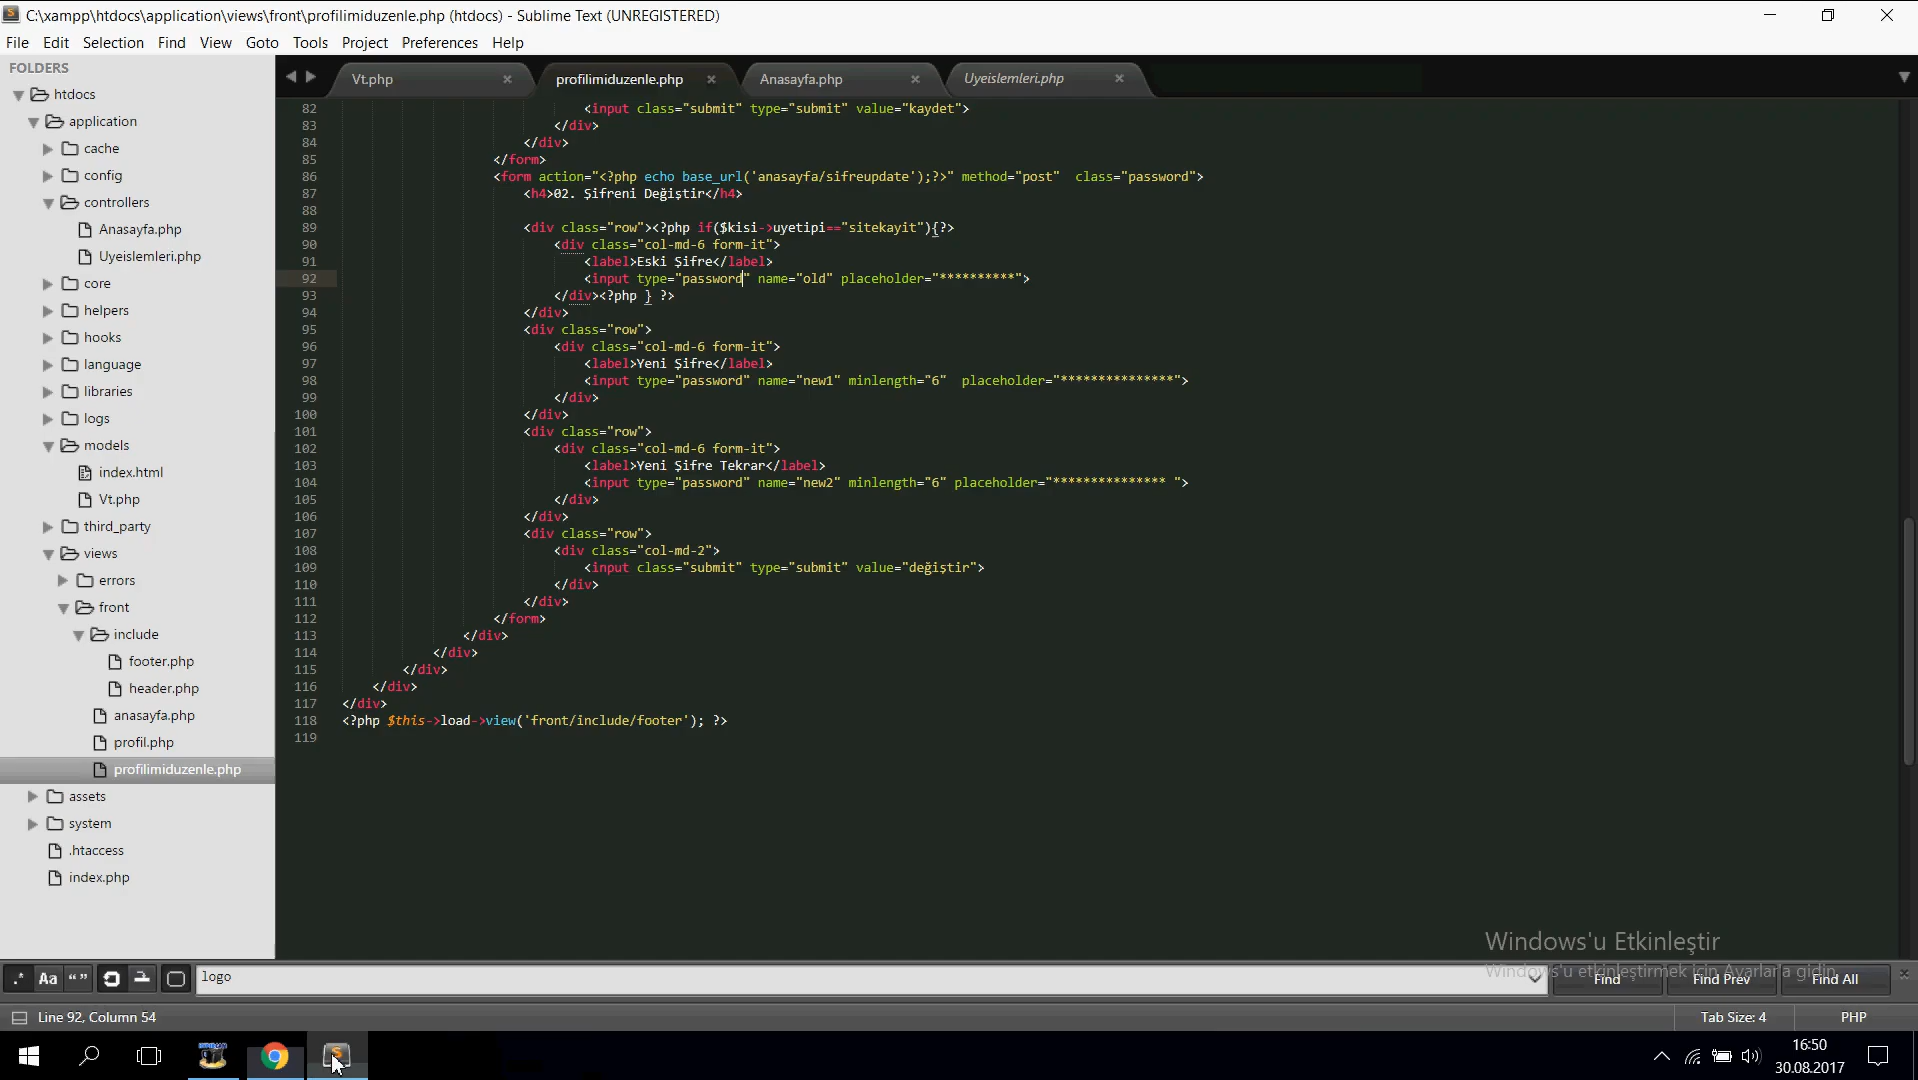 C:\xampp\htdocs\application\views\front\profilimiduzenle.php (htdocs) - Sublime Text (UNREGISTERED)
File Edit Selection Find View Goto Tools Project Preferences Help
FOLDERS
htdocs
application
cache
config
controllers
Anasayfa.php
Uyeislemleri.php
core
helpers
hooks
language
libraries
logs
models
index.html
Vt.php
third_party
views
errors
front
include
footer.php
header.php
anasayfa.php
profil.php
profilimiduzenle.php
assets
system
.htaccess
index.php
Vt.php profilimiduzenle.php Anasayfa.php Uyeislemleri.php
82 <input class="submit" type="submit" value="kaydet">
83 </div>
84 </div>
85 </form>
86 <form action="<?php echo base_url('anasayfa/sifreupdate');?>" method="post"  class="password">
87 <h4>02. Şifreni Değiştir</h4>
88
89 <div class="row"><?php if($kisi->uyetipi=="sitekayit"){?>
90 <div class="col-md-6 form-it">
91 <label>Eski Şifre</label>
92 <input type="password" name="old" placeholder="**********">
93 </div><?php } ?>
94 </div>
95 <div class="row">
96 <div class="col-md-6 form-it">
97 <label>Yeni Şifre</label>
98 <input type="password" name="new1" minlength="6"  placeholder="***************">
99 </div>
100 </div>
101 <div class="row">
102 <div class="col-md-6 form-it">
103 <label>Yeni Şifre Tekrar</label>
104 <input type="password" name="new2" minlength="6" placeholder="*************** ">
105 </div>
106 </div>
107 <div class="row">
108 <div class="col-md-2">
109 <input class="submit" type="submit" value="değiştir">
110 </div>
111 </div>
112 </form>
113 </div>
114 </div>
115 </div>
116 </div>
117 </div>
118 <?php $this->load->view('front/include/footer'); ?>
119
Windows'u Etkinleştir
Windows'u etkinleştirmek için Ayarlar'a gidin.
.* Aa “ ” logo Find Find Prev Find All
Line 92, Column 54 Tab Size: 4 PHP
16:50
30.08.2017